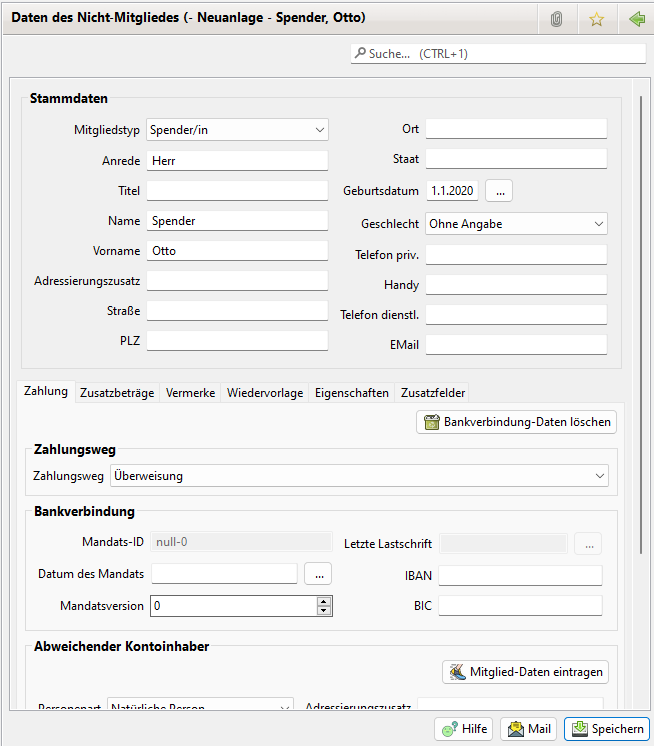 Daten des Nicht-Mitgliedes (- Neuanlage - Spender, Otto)
Suche... (CTRL+1)
Stammdaten
Mitgliedstyp Spender/in
Anrede Herr
Titel
Name Spender
Vorname Otto
Adressierungszusatz
Straße
PLZ
Ort
Staat
Geburtsdatum 1.1.2020 ...
Geschlecht Ohne Angabe
Telefon priv.
Handy
Telefon dienstl.
EMail
Zahlung Zusatzbeträge Vermerke Wiedervorlage Eigenschaften Zusatzfelder
Bankverbindung-Daten löschen
Zahlungsweg
Zahlungsweg Überweisung
Bankverbindung
Mandats-ID null-0
Datum des Mandats ...
Mandatsversion 0
Letzte Lastschrift ...
IBAN
BIC
Abweichender Kontoinhaber
Mitglied-Daten eintragen
Personenart Natürliche Person Adressierungszusatz
Hilfe Mail Speichern